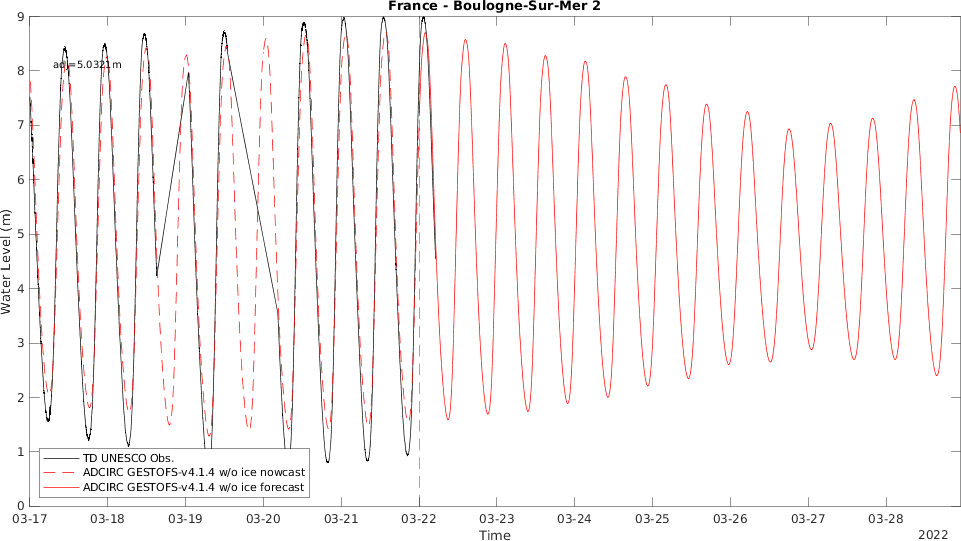 France - Boulogne-Sur-Mer 2
9
8
7
6
5
4
3
2
1
0
Water Level (m)
adj=5.0321m
TD UNESCO Obs.
ADCIRC GESTOFS-v4.1.4 w/o ice nowcast
ADCIRC GESTOFS-v4.1.4 w/o ice forecast
03-17 03-18 03-19 03-20 03-21 03-22 03-23 03-24 03-25 03-26 03-27 03-28
Time
2022